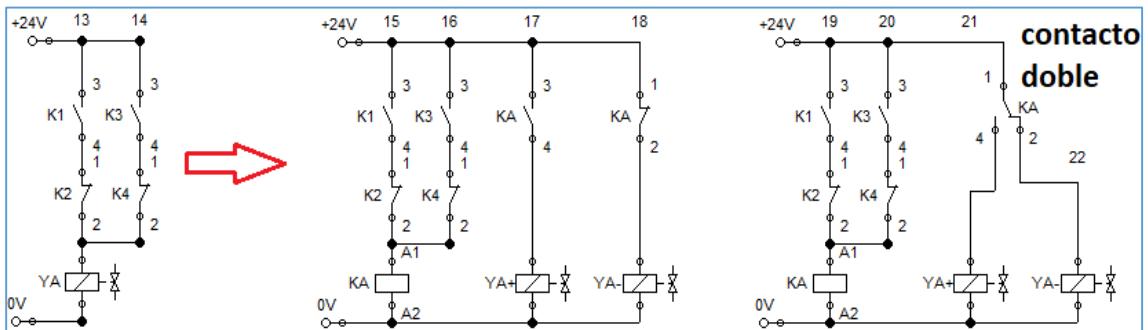 +24V 13 14
3 3
K1 K3
4 4
1 1
K2 K4
2 2
YA
0V
+24V 15 16 17 18
3 3 3 1
K1 K3 KA KA
4 4 4 2
1 1
K2 K4
2 2
A1
KA YA+ YA-
0V
A2
+24V 19 20 21
contacto
doble
3 3 1
K1 K3 KA
4 4 4 2
1 1 22
K2 K4
2 2
A1
KA YA+ YA-
0V
A2